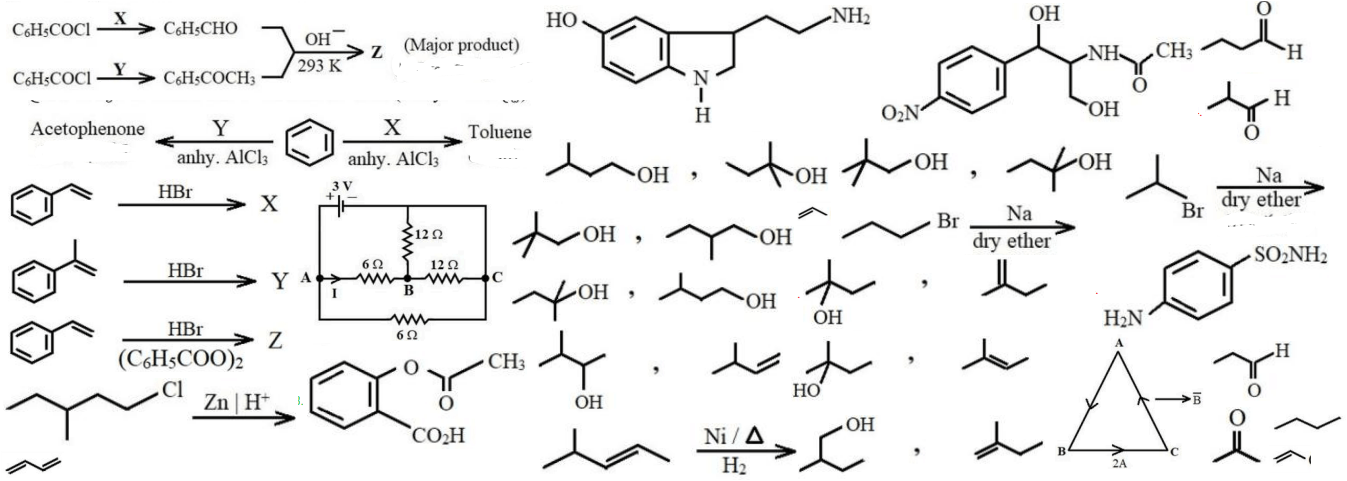 C6H5COCl X C6H5CHO
OH⁻
293 K
Z
(Major product)
C6H5COCl Y C6H5COCH3
Acetophenone
Y
anhy. AlCl3
X
anhy. AlCl3
Toluene
HBr
X
HBr
Y
HBr
(C6H5COO)2
Z
3 V
+ −
12 Ω
6 Ω
12 Ω
A
I
B
C
6 Ω
Cl
Zn | H⁺
O
CH3
O
CO2H
HO
NH2
N
H
OH
NH
CH3
O
O2N
OH
O
H
H
O
OH ,
OH
OH ,
OH
Br
Na
dry ether
OH ,
OH
Br
Na
dry ether
OH ,
OH
OH
,
SO2NH2
H2N
OH
,
HO
,
Ni / Δ
H2
OH
,
A
B
C
2A
B̅
H
O
O